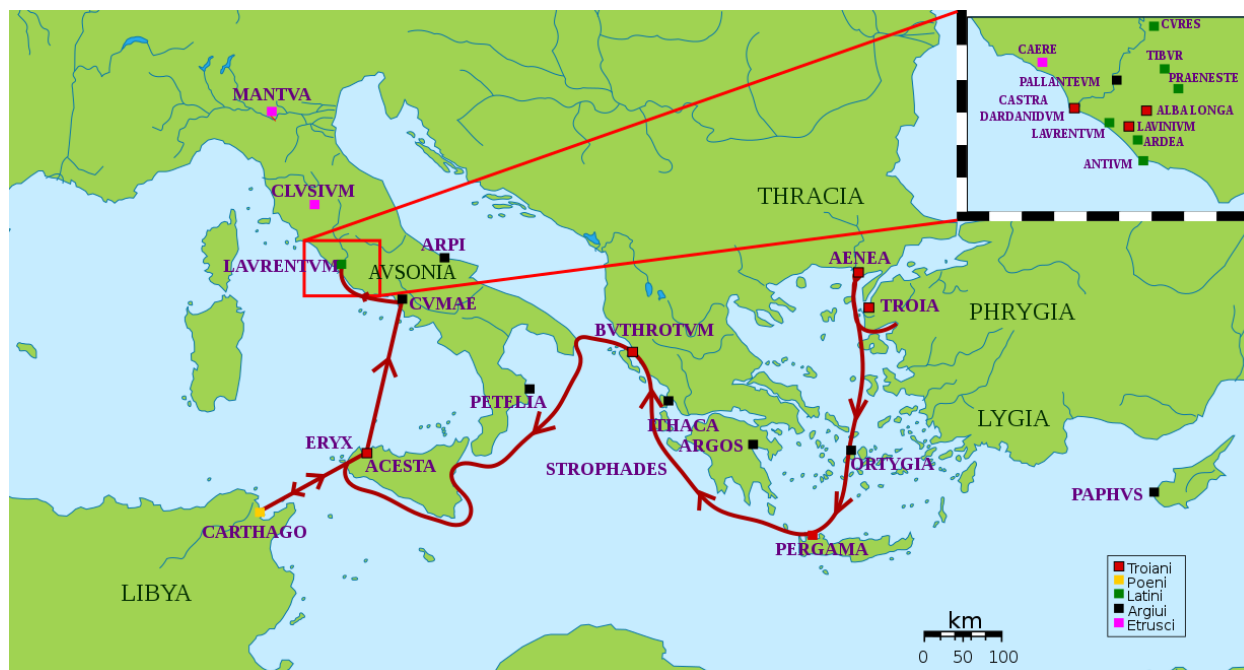 MANTVA
CLVSIVM
LAVRENTVM
ARPI
AVSONIA
CVMAE
THRACIA
AENEA
TROIA
PHRYGIA
BVTHROTVM
PETELIA
ITHACA
ARGOS
LYGIA
ERYX
ACESTA
STROPHADES
ORTYGIA
PAPHVS
CARTHAGO
PERGAMA
LIBYA
CVRES
CAERE
TIBVR
PALLANTEVM
PRAENESTE
CASTRA
DARDANIDVM
ALBA LONGA
LAVRENTVM
LAVINIVM
ARDEA
ANTIVM
Troiani
Poeni
Latini
Argiui
Etrusci
km
0 50 100